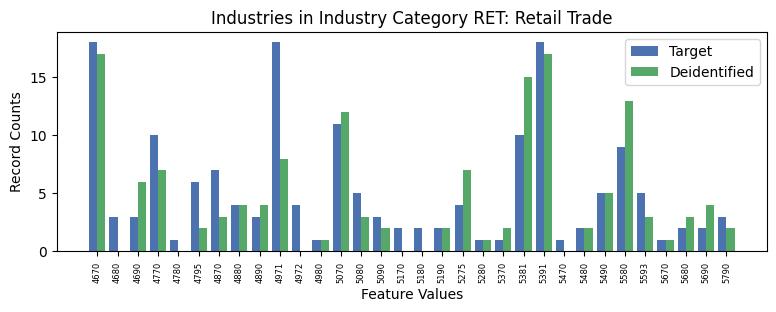 Industries in Industry Category RET: Retail Trade
Target
Deidentified
Record Counts
15
10
5
0
4670 4680 4690 4770 4780 4795 4870 4880 4890 4971 4972 4980 5070 5080 5090 5170 5180 5190 5275 5280 5370 5381 5391 5470 5480 5490 5580 5593 5670 5680 5690 5790
Feature Values